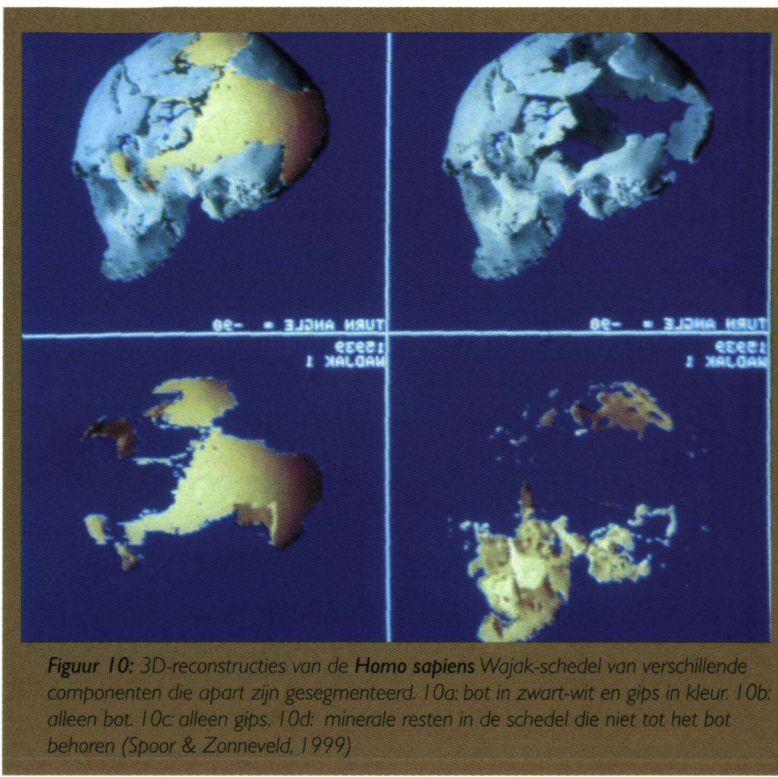 TURN ANGLE = -90
TURN ANGLE = -90
15939
WADJAK 1
15939
WADJAK 1
Figuur 10: 3D-reconstructies van de Homo sapiens Wajak-schedel van verschillende
componenten die apart zijn gesegmenteerd. 10a: bot in zwart-wit en gips in kleur. 10b:
alleen bot. 10c: alleen gips. 10d: minerale resten in de schedel die niet tot het bot
behoren (Spoor & Zonneveld, 1999)